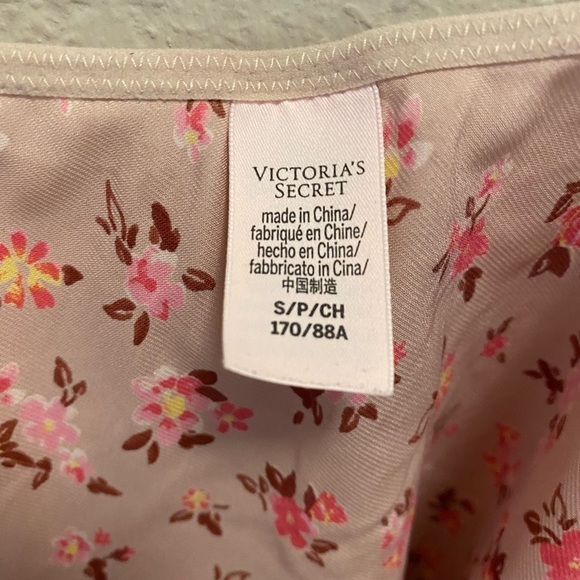 VICTORIA'S
SECRET
made in China/
fabriqué en Chine/
hecho en China/
fabbricato in Cina/
中国制造
S/P/CH
170/88A